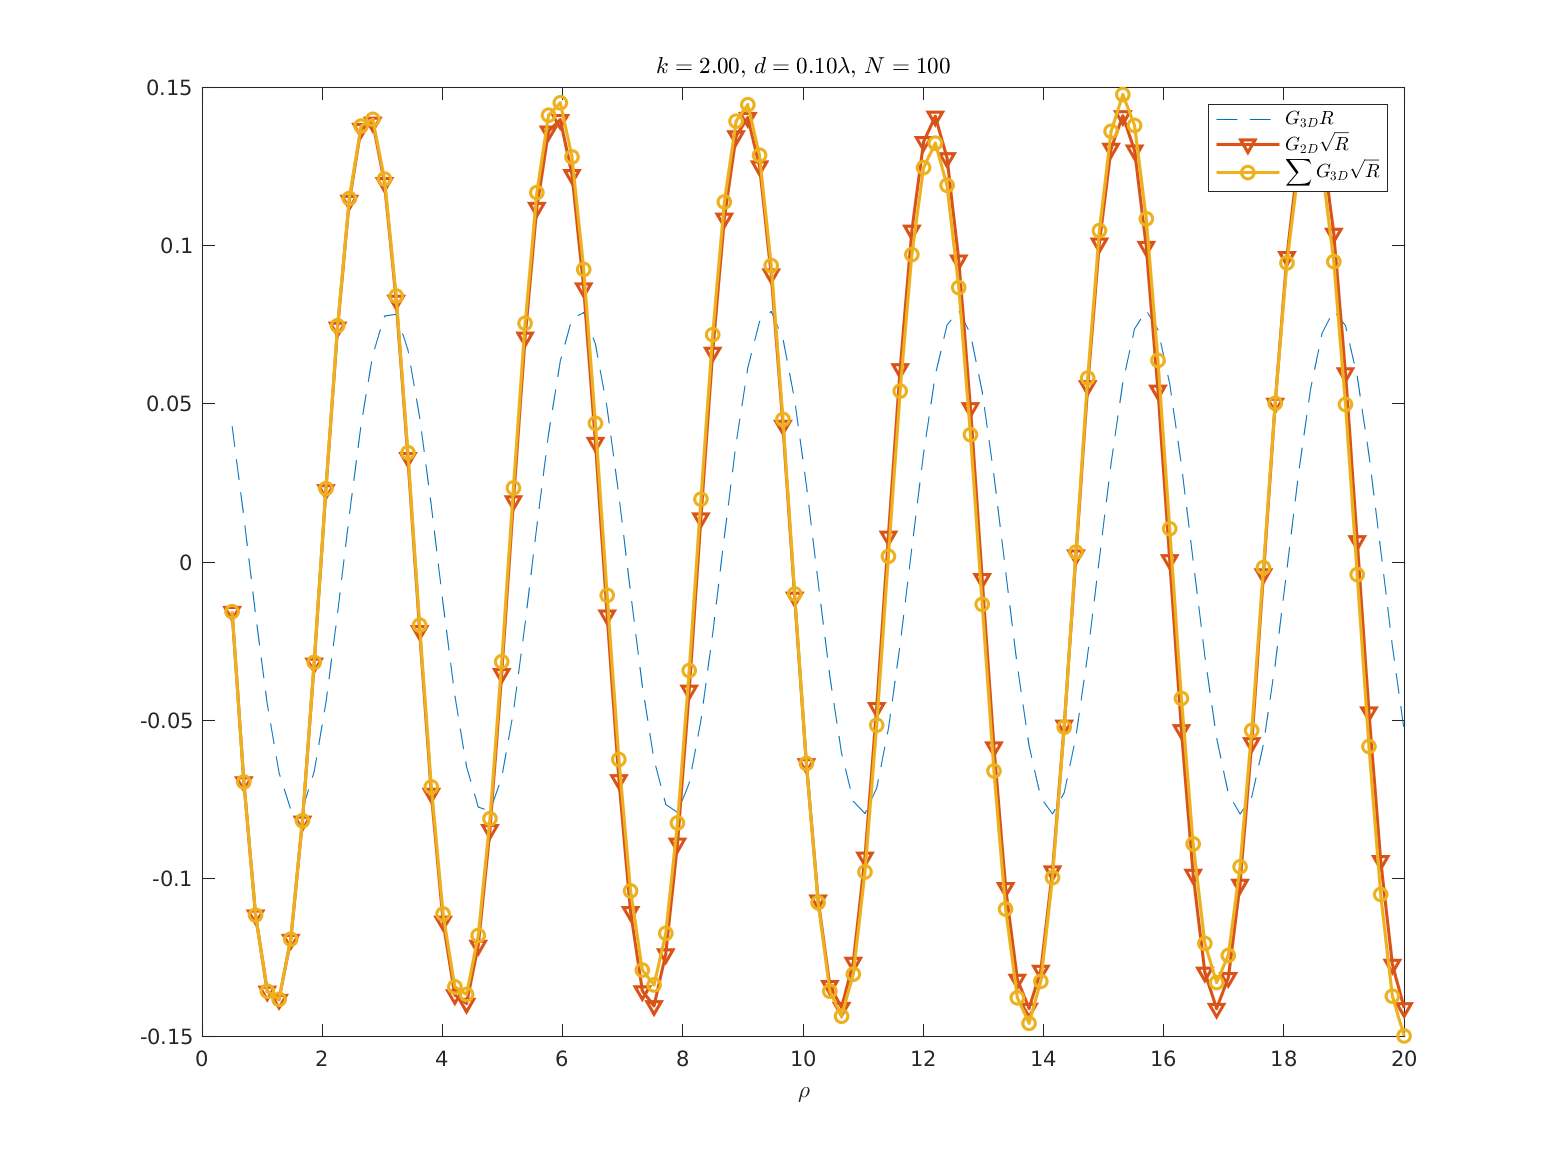 k = 2.00, d = 0.10λ, N = 100
0.15
0.1
0.05
0
-0.05
-0.1
-0.15
G_{3D}R
G_{2D}√R
∑ G_{3D}√R
0 2 4 6 8 10 12 14 16 18 20
ρ